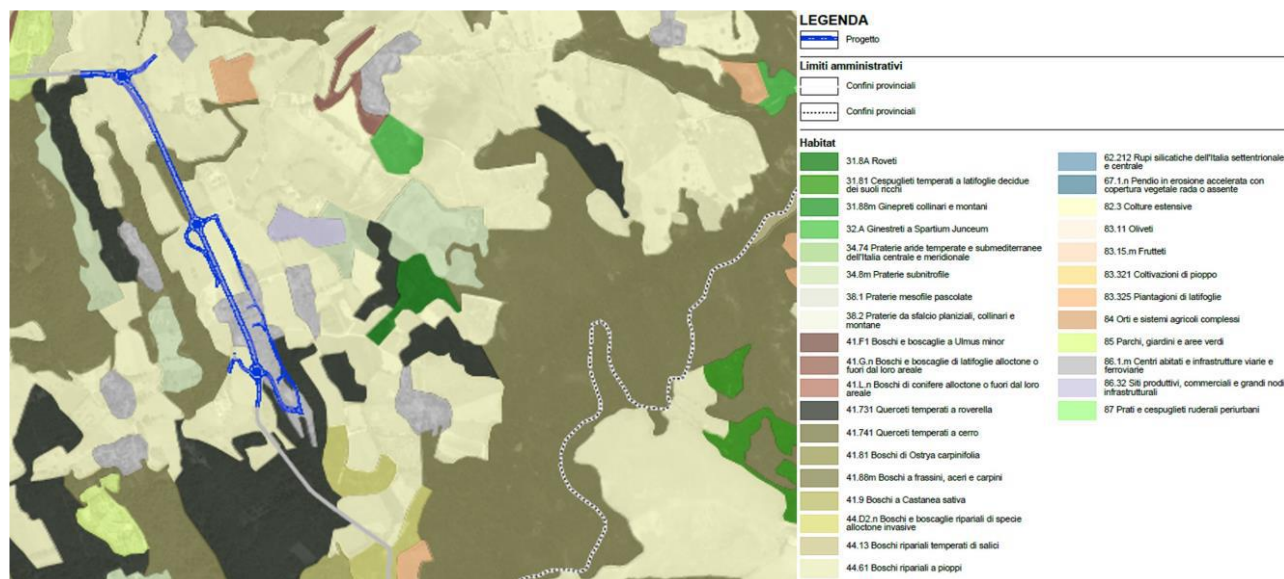 LEGENDA
Progetto
Limiti amministrativi
Confini provinciali
Confini provinciali
Habitat
31.8A Roveti
31.81 Cespuglieti temperati a latifoglie decidue
dei suoli ricchi
31.88m Ginepreti collinari e montani
32.A Ginestreti a Spartium Junceum
34.74 Praterie aride temperate e submediterranee
dell'Italia centrale e meridionale
34.8m Praterie subnitrofile
38.1 Praterie mesofile pascolate
38.2 Praterie da sfalcio planiziali, collinari e
montane
41.F1 Boschi e boscaglie a Ulmus minor
41.G.n Boschi e boscaglie di latifoglie alloctone o
fuori dal loro areale
41.L.n Boschi di conifere alloctone o fuori dal loro
areale
41.731 Querceti temperati a roverella
41.741 Querceti temperati a cerro
41.81 Boschi di Ostrya carpinifolia
41.88m Boschi a frassini, aceri e carpini
41.9 Boschi a Castanea sativa
44.D2.n Boschi e boscaglie ripariali di specie
alloctone invasive
44.13 Boschi ripariali temperati di salici
44.61 Boschi ripariali a pioppi
62.212 Rupi silicatiche dell'Italia settentrionale
e centrale
67.1.n Pendio in erosione accelerata con
copertura vegetale rada o assente
82.3 Colture estensive
83.11 Oliveti
83.15.m Frutteti
83.321 Coltivazioni di pioppo
83.325 Piantagioni di latifoglie
84 Orti e sistemi agricoli complessi
85 Parchi, giardini e aree verdi
86.1.m Centri abitati e infrastrutture viarie e
ferroviarie
86.32 Siti produttivi, commerciali e grandi nodi
infrastrutturali
87 Prati e cespuglieti ruderali periurbani